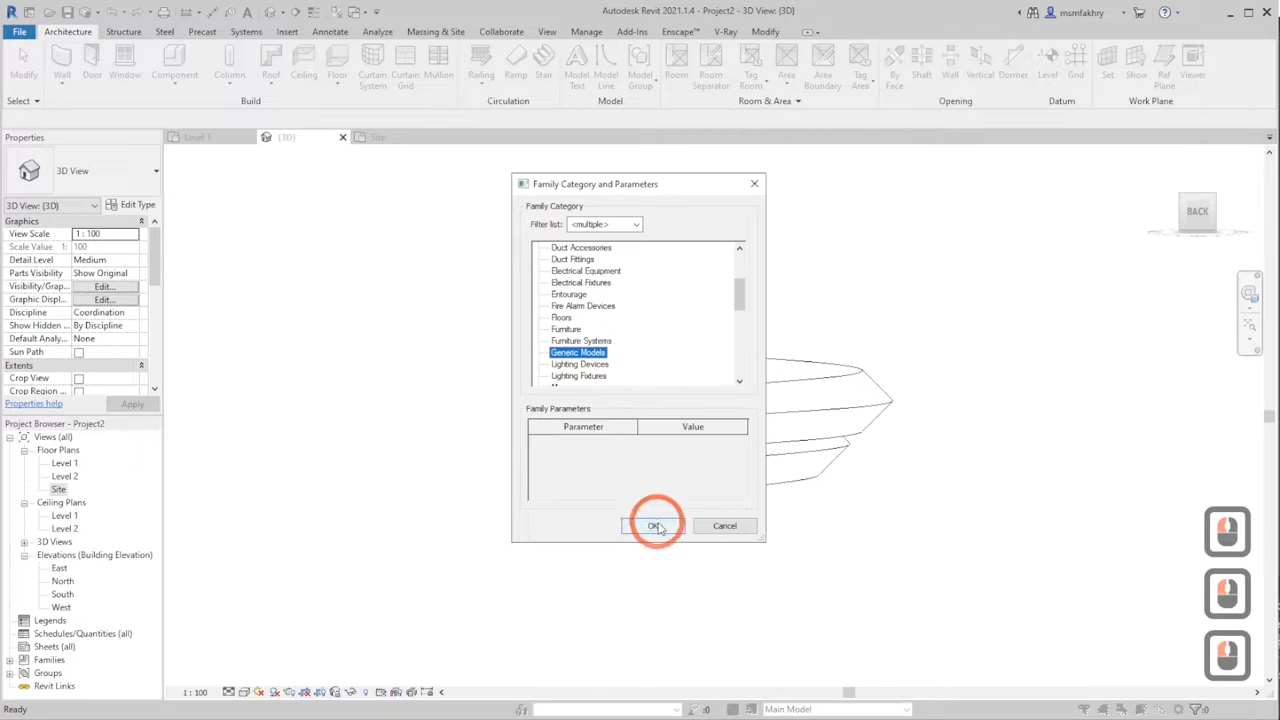 Autodesk Revit 2021.1.4 - Project2 - 3D View: {3D}
msmfakhry
File Architecture Structure Steel Precast Systems Insert Annotate Analyze Massing & Site Collaborate View Manage Add-Ins Enscape™ V-Ray Modify
Modify Wall Door Window Component Column Roof Ceiling Floor Curtain System Curtain Grid Mullion Railing Ramp Stair Model Text Model Line Model Group Room Room Separator Tag Room Area Area Boundary Tag Area By Face Shaft Wall Vertical Dormer Level Grid Set Show Ref Plane Viewer
Select Build Circulation Model Room & Area Opening Datum Work Plane
Properties
Level 1 {3D} Site
3D View
3D View: {3D} Edit Type
Graphics
View Scale 1 : 100
Scale Value 1: 100
Detail Level Medium
Parts Visibility Show Original
Visibility/Grap... Edit...
Graphic Displ... Edit...
Discipline Coordination
Show Hidden ... By Discipline
Default Analy... None
Sun Path
Extents
Crop View
Crop Region
Properties help Apply
Project Browser - Project2
Views (all)
Floor Plans
Level 1
Level 2
Site
Ceiling Plans
Level 1
Level 2
3D Views
Elevations (Building Elevation)
East
North
South
West
Legends
Schedules/Quantities (all)
Sheets (all)
Families
Groups
Revit Links
Family Category and Parameters
Family Category
Filter list: <multiple>
Duct Accessories
Duct Fittings
Electrical Equipment
Electrical Fixtures
Entourage
Fire Alarm Devices
Floors
Furniture
Furniture Systems
Generic Models
Lighting Devices
Lighting Fixtures
Family Parameters
Parameter Value
OK Cancel
BACK
1 : 100
Ready :0 Main Model :0